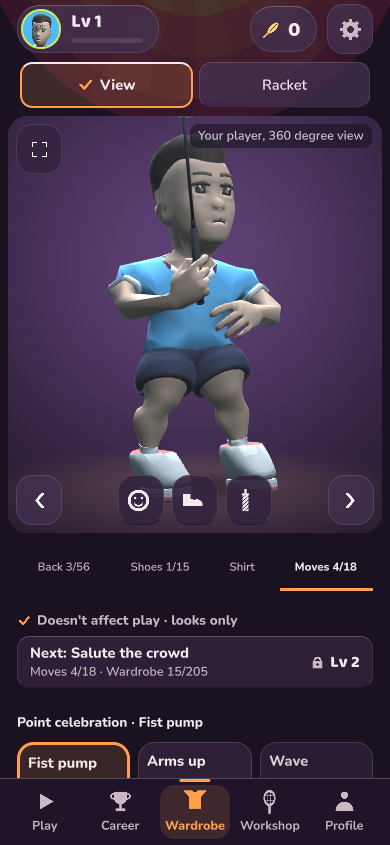 Lv 1
0
View
Racket
Your player, 360 degree view
Back 3/56
Shoes 1/15
Shirt
Moves 4/18
Doesn't affect play · looks only
Next: Salute the crowd
Moves 4/18 · Wardrobe 15/205
Lv 2
Point celebration · Fist pump
Fist pump
Arms up
Wave
Play
Career
Wardrobe
Workshop
Profile